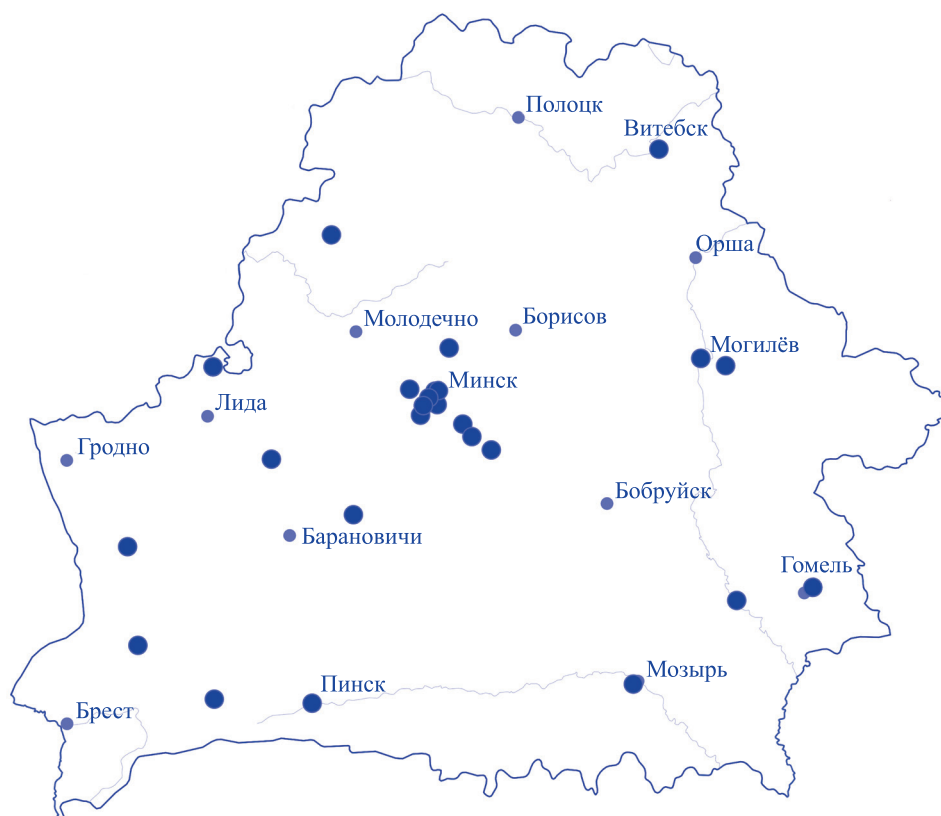 Полоцк
Витебск
Орша
Молодечно
Борисов
Могилёв
Минск
Лида
Гродно
Бобруйск
Барановичи
Гомель
Мозырь
Пинск
Брест